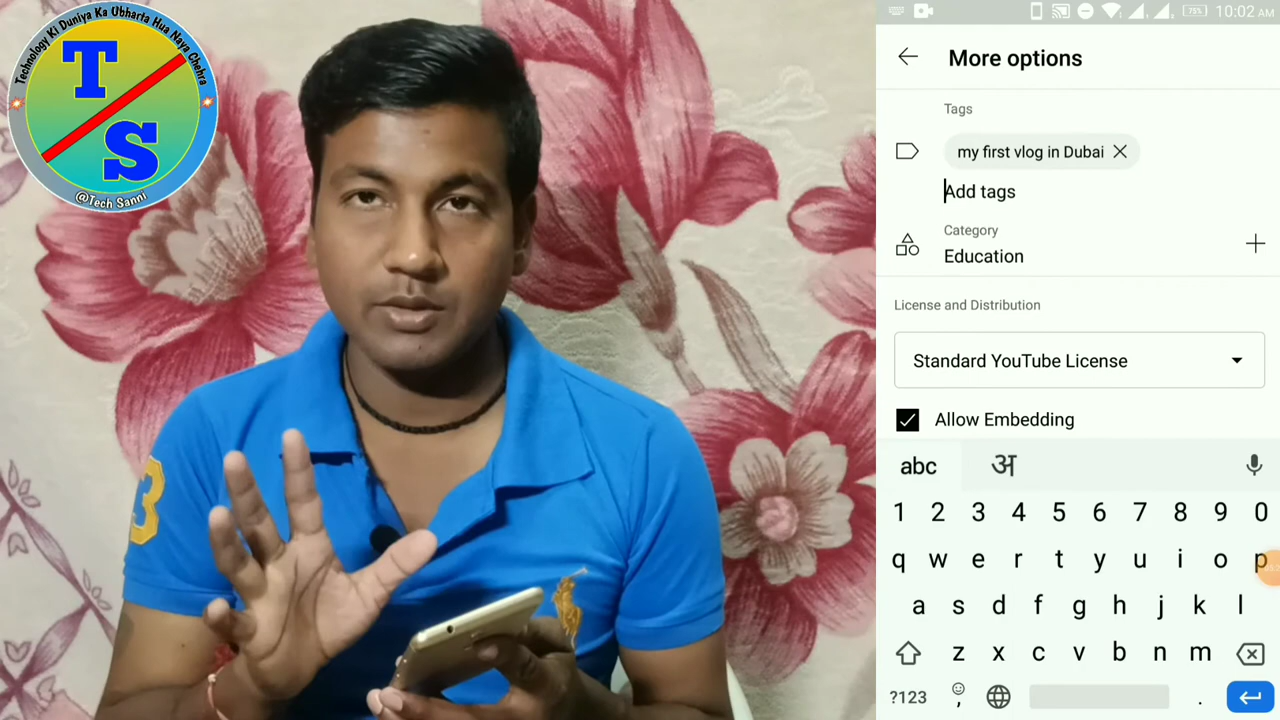 Technology Ki Duniya Ka Ubharta Hua Naya Chehra
T
S
@Tech Sanni
3
75%
10:02 AM
More options
Tags
my first vlog in Dubai
Add tags
Category
Education
License and Distribution
Standard YouTube License
Allow Embedding
abc अ
1 2 3 4 5 6 7 8 9 0
q w e r t y u i o p
a s d f g h j k l
z x c v b n m
?123 , .